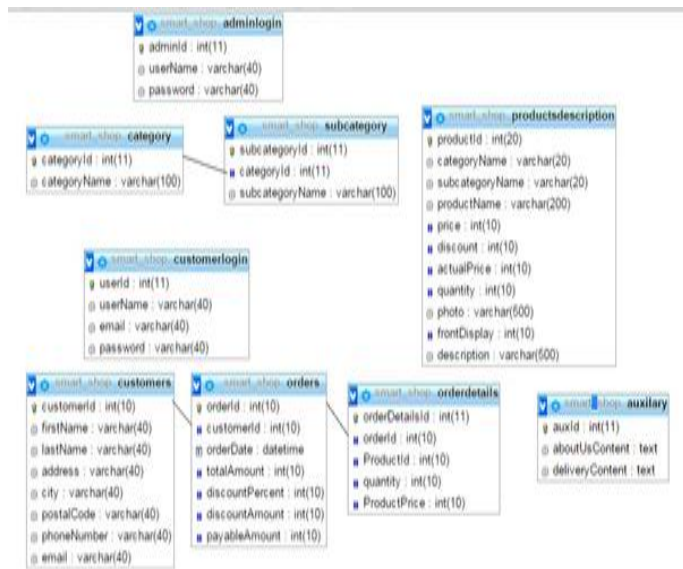 smart_shop adminlogin
adminId : int(11)
userName : varchar(40)
password : varchar(40)
smart_shop category
categoryId : int(11)
categoryName : varchar(100)
smart_shop subcategory
subcategoryId : int(11)
categoryId : int(11)
subcategoryName : varchar(100)
smart_shop productsdescription
productId : int(20)
categoryName : varchar(20)
subcategoryName : varchar(20)
productName : varchar(200)
price : int(10)
discount : int(10)
actualPrice : int(10)
quantity : int(10)
photo : varchar(500)
frontDisplay : int(10)
description : varchar(500)
smart_shop customerlogin
userId : int(11)
userName : varchar(40)
email : varchar(40)
password : varchar(40)
smart_shop customers
customerId : int(10)
firstName : varchar(40)
lastName : varchar(40)
address : varchar(40)
city : varchar(40)
postalCode : varchar(40)
phoneNumber : varchar(40)
email : varchar(40)
smart_shop orders
orderId : int(10)
customerId : int(10)
orderDate : datetime
totalAmount : int(10)
discountPercent : int(10)
discountAmount : int(10)
payableAmount : int(10)
smart_shop orderdetails
orderDetailsId : int(11)
orderId : int(10)
ProductId : int(10)
quantity : int(10)
ProductPrice : int(10)
smart_shop auxilary
auxId : int(11)
aboutUsContent : text
deliveryContent : text